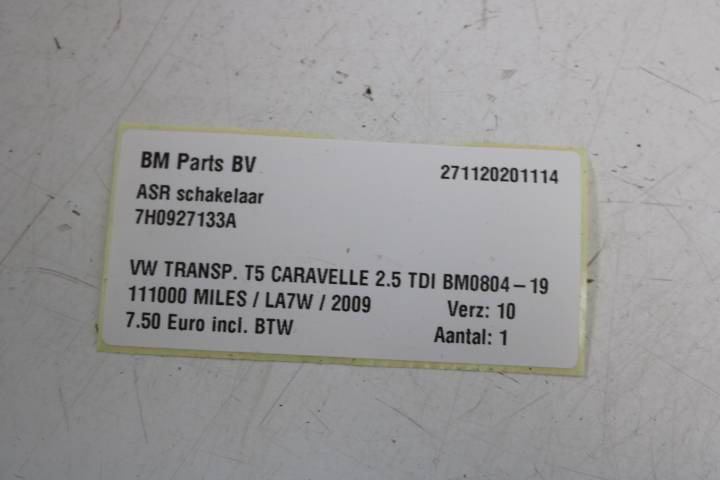 BM Parts BV 271120201114
ASR schakelaar
7H0927133A
VW TRANSP. T5 CARAVELLE 2.5 TDI BM0804-19
111000 MILES / LA7W / 2009 Verz: 10
7.50 Euro incl. BTW Aantal: 1